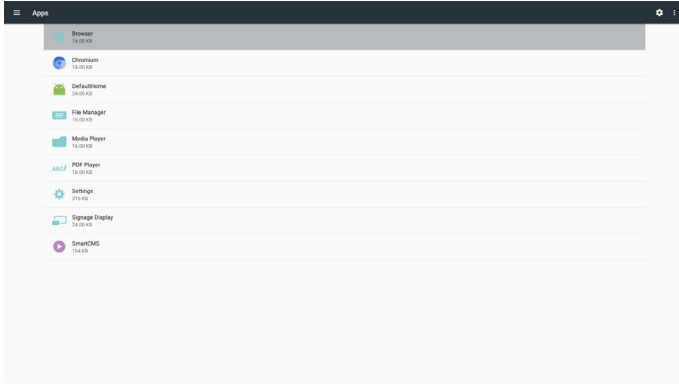 Apps
Browser
16.00 KB
Chromium
16.00 KB
DefaultHome
24.00 KB
File Manager
16.00 KB
Media Player
16.00 KB
ABC
PDF Player
16.00 KB
Settings
316 KB
Signage Display
24.00 KB
SmartCMS
104 KB